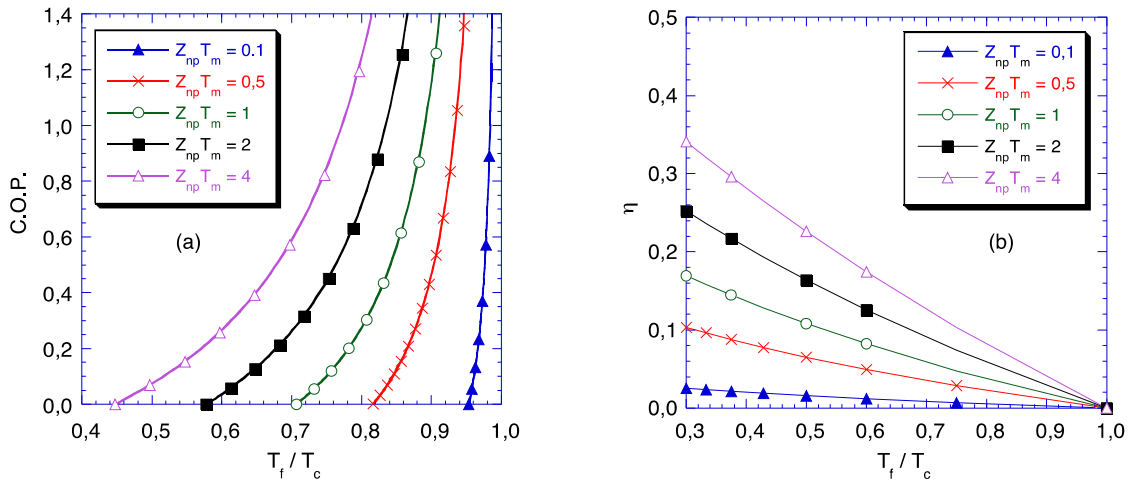 1,4
1,2
1,0
0,8
0,6
0,4
0,2
0,0
C.O.P.
Z_np T_m = 0.1
Z_np T_m = 0,5
Z_np T_m = 1
Z_np T_m = 2
Z_np T_m = 4
(a)
0,4 0,5 0,6 0,7 0,8 0,9 1,0
T_f / T_c
0,5
0,4
0,3
0,2
0,1
0,0
η
Z_np T_m = 0,1
Z_np T_m = 0,5
Z_np T_m = 1
Z_np T_m = 2
Z_np T_m = 4
(b)
0,3 0,4 0,5 0,6 0,7 0,8 0,9 1,0
T_f / T_c